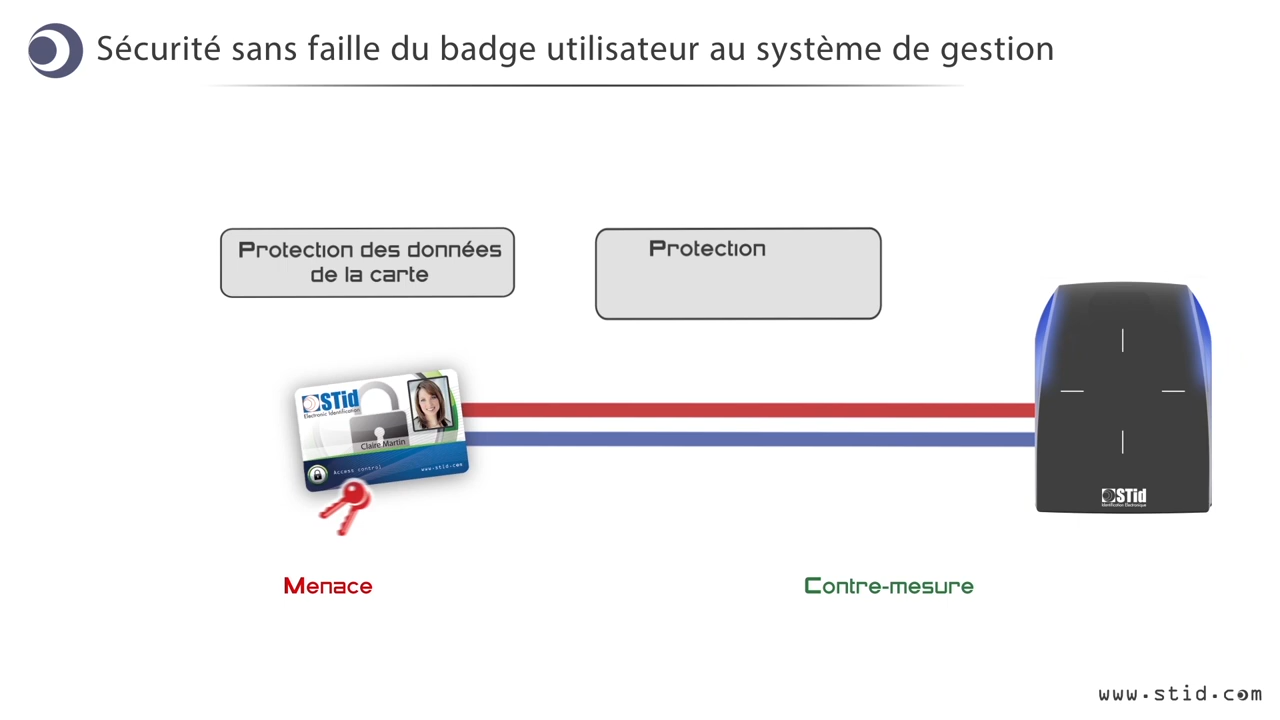 Sécurité sans faille du badge utilisateur au système de gestion
Protection des données
de la carte
Protection
STid
Electronic Identification
Claire Martin
Access control
www.stid.com
STid
Identification Electronique
Menace
Contre-mesure
www.stid.com